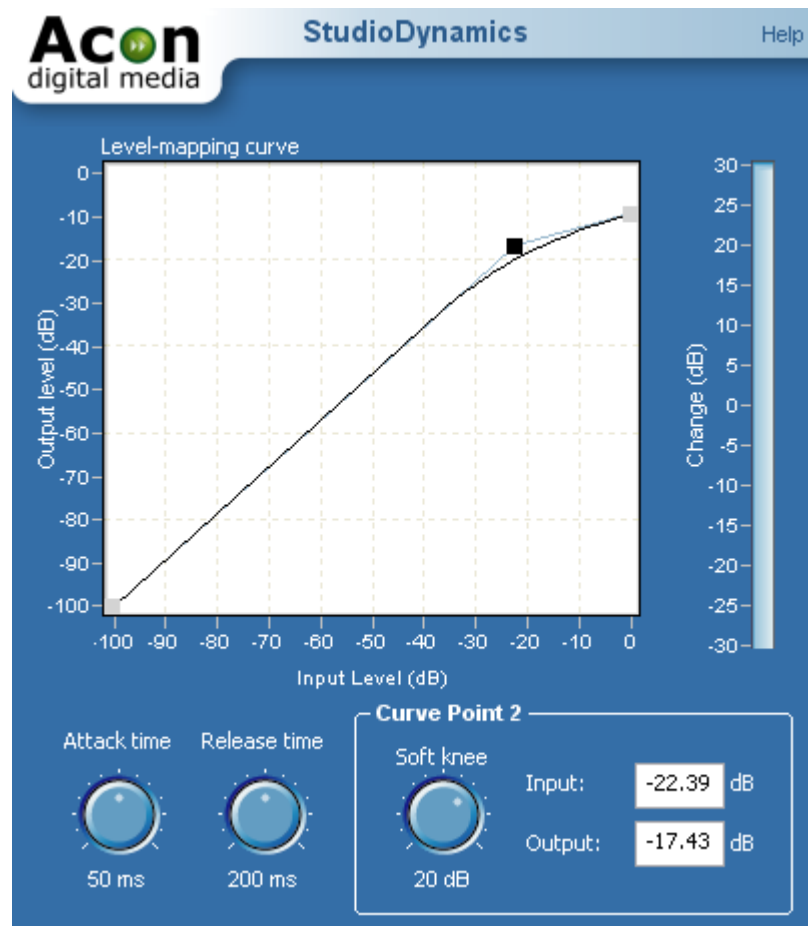 Acon
digital media
StudioDynamics
Help
Level-mapping curve
0
-10
-20
-30
-40
-50
-60
-70
-80
-90
-100
Output level (dB)
-100 -90 -80 -70 -60 -50 -40 -30 -20 -10 0
Input Level (dB)
30
25
20
15
10
5
0
-5
-10
-15
-20
-25
-30
Change (dB)
Attack time
50 ms
Release time
200 ms
Curve Point 2
Soft knee
20 dB
Input: -22.39 dB
Output: -17.43 dB